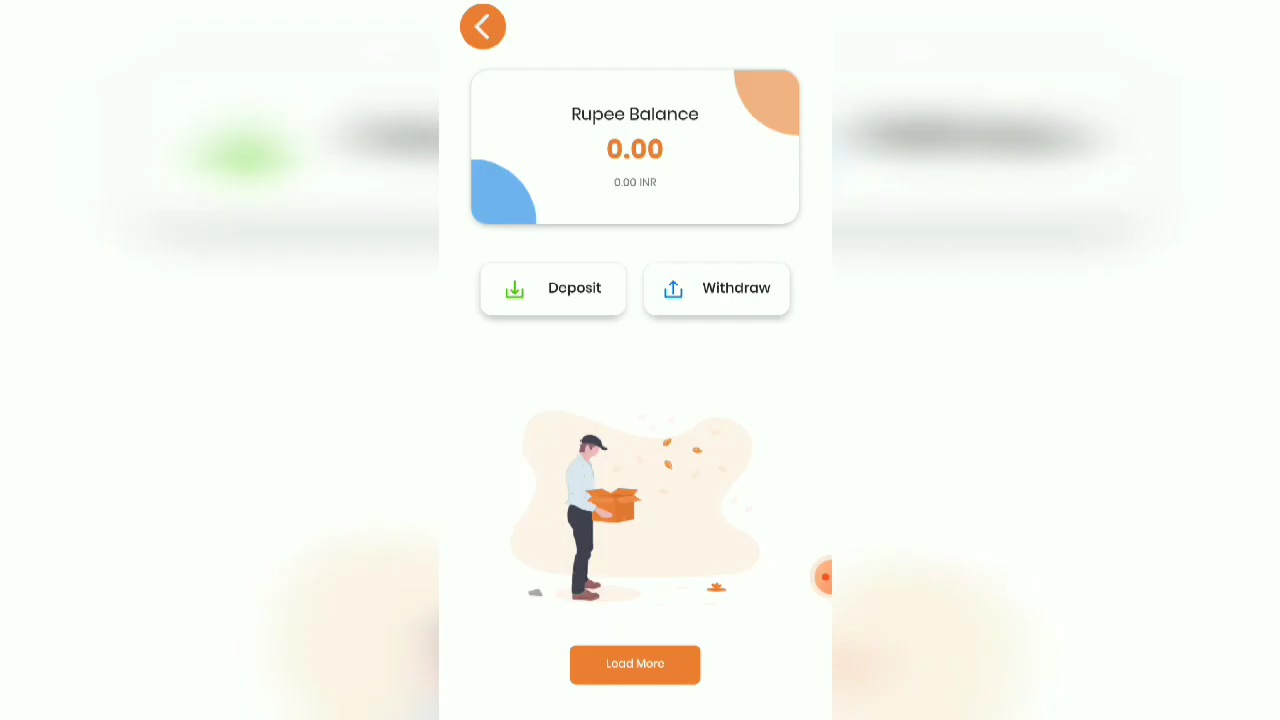 Rupee Balance
0.00
0.00 INR
Deposit
Withdraw
Load More